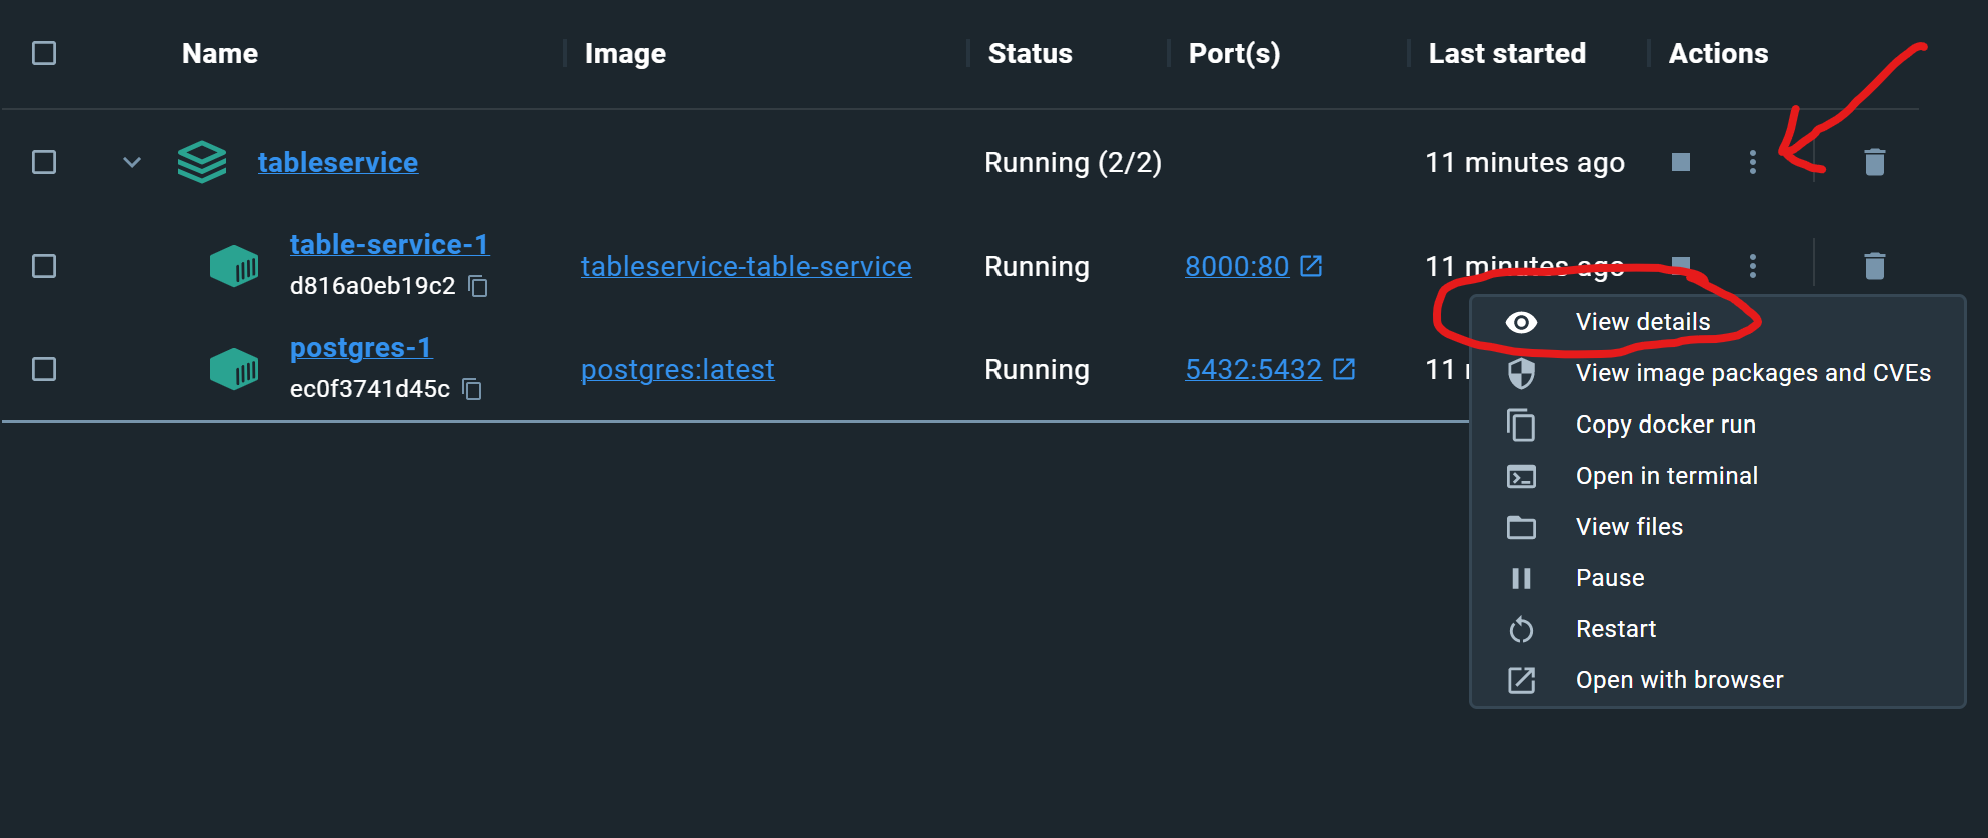 Name Image Status Port(s) Last started Actions
tableservice Running (2/2) 11 minutes ago
table-service-1
tableservice-table-service Running 8000:80 11 minutes ago
d816a0eb19c2
View details
postgres-1
postgres:latest Running 5432:5432 11
ec0f3741d45c
View image packages and CVEs
Copy docker run
Open in terminal
View files
Pause
Restart
Open with browser